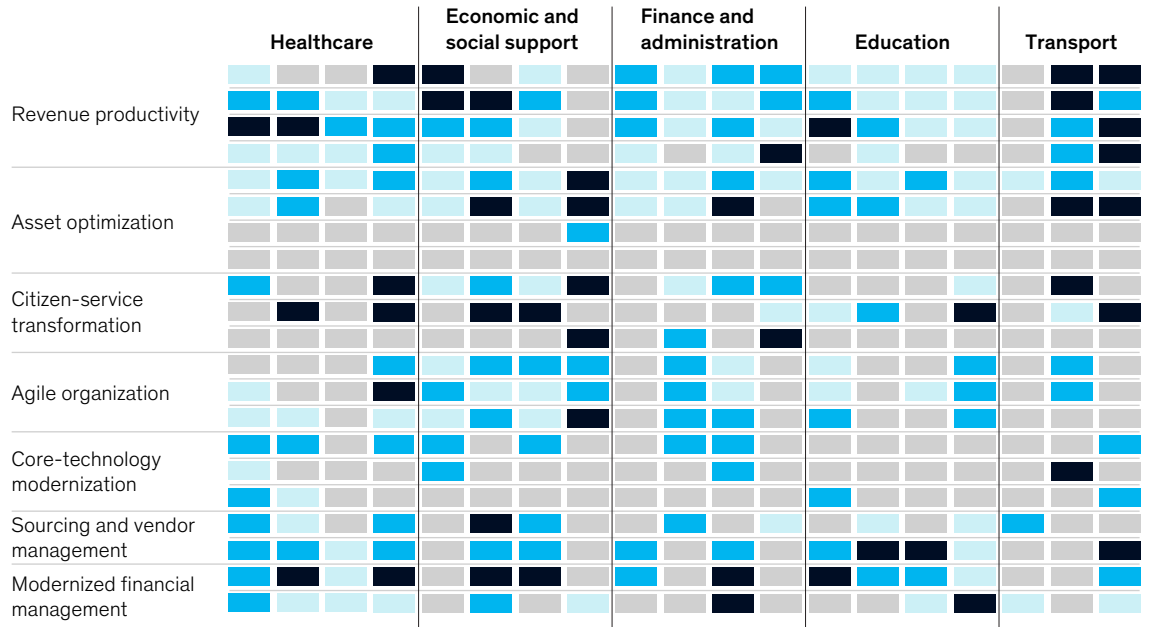 Healthcare
Economic and
social support
Finance and
administration
Education
Transport
Revenue productivity
Asset optimization
Citizen-service
transformation
Agile organization
Core-technology
modernization
Sourcing and vendor
management
Modernized financial
management